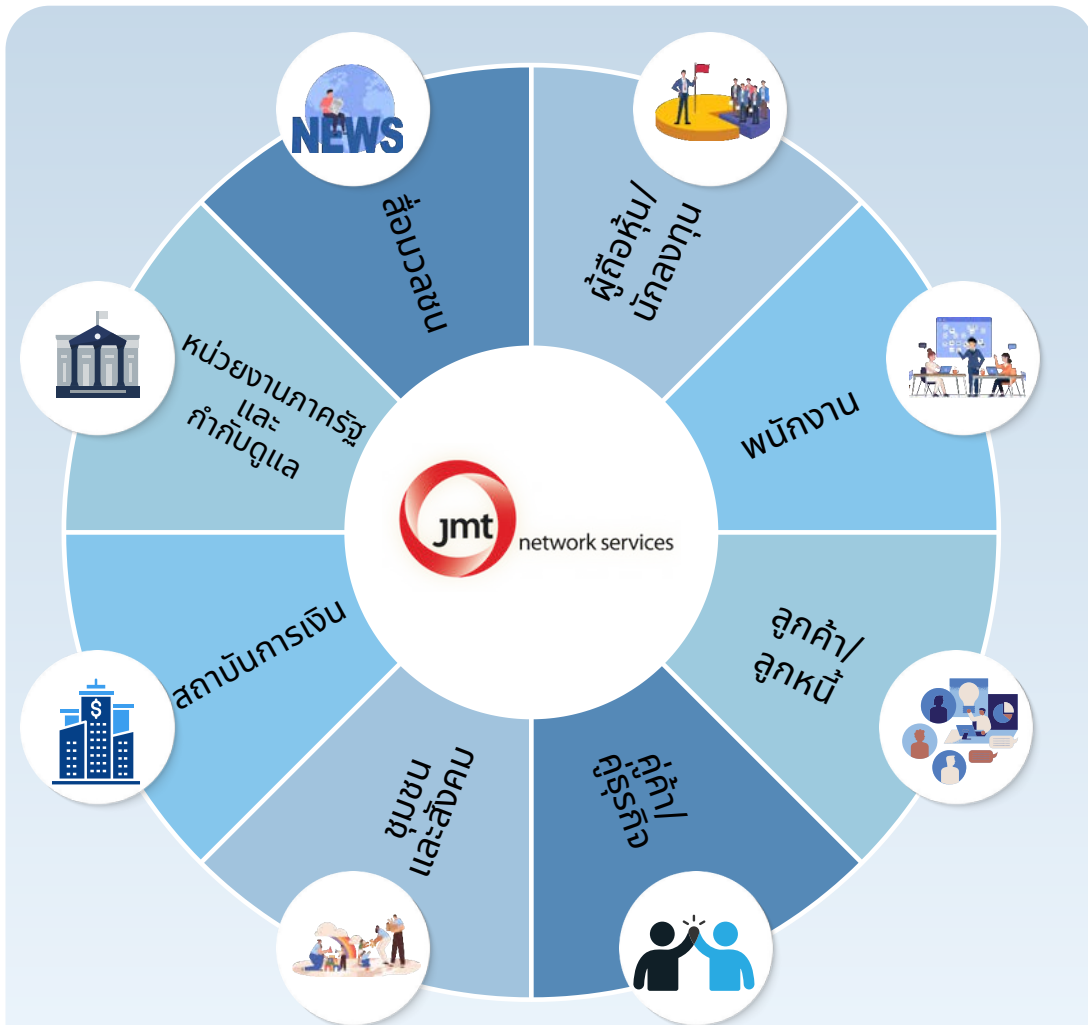 NEWS
สื่อมวลชน
ผู้ถือหุ้น/
นักลงทุน
พนักงาน
ลูกค้า/
ลูกหนี้
คู่ค้า/
คู่ธุรกิจ
ชุมชน
และสังคม
สถาบันการเงิน
$
หน่วยงานภาครัฐ
และ
กำกับดูแล
jmt
network services